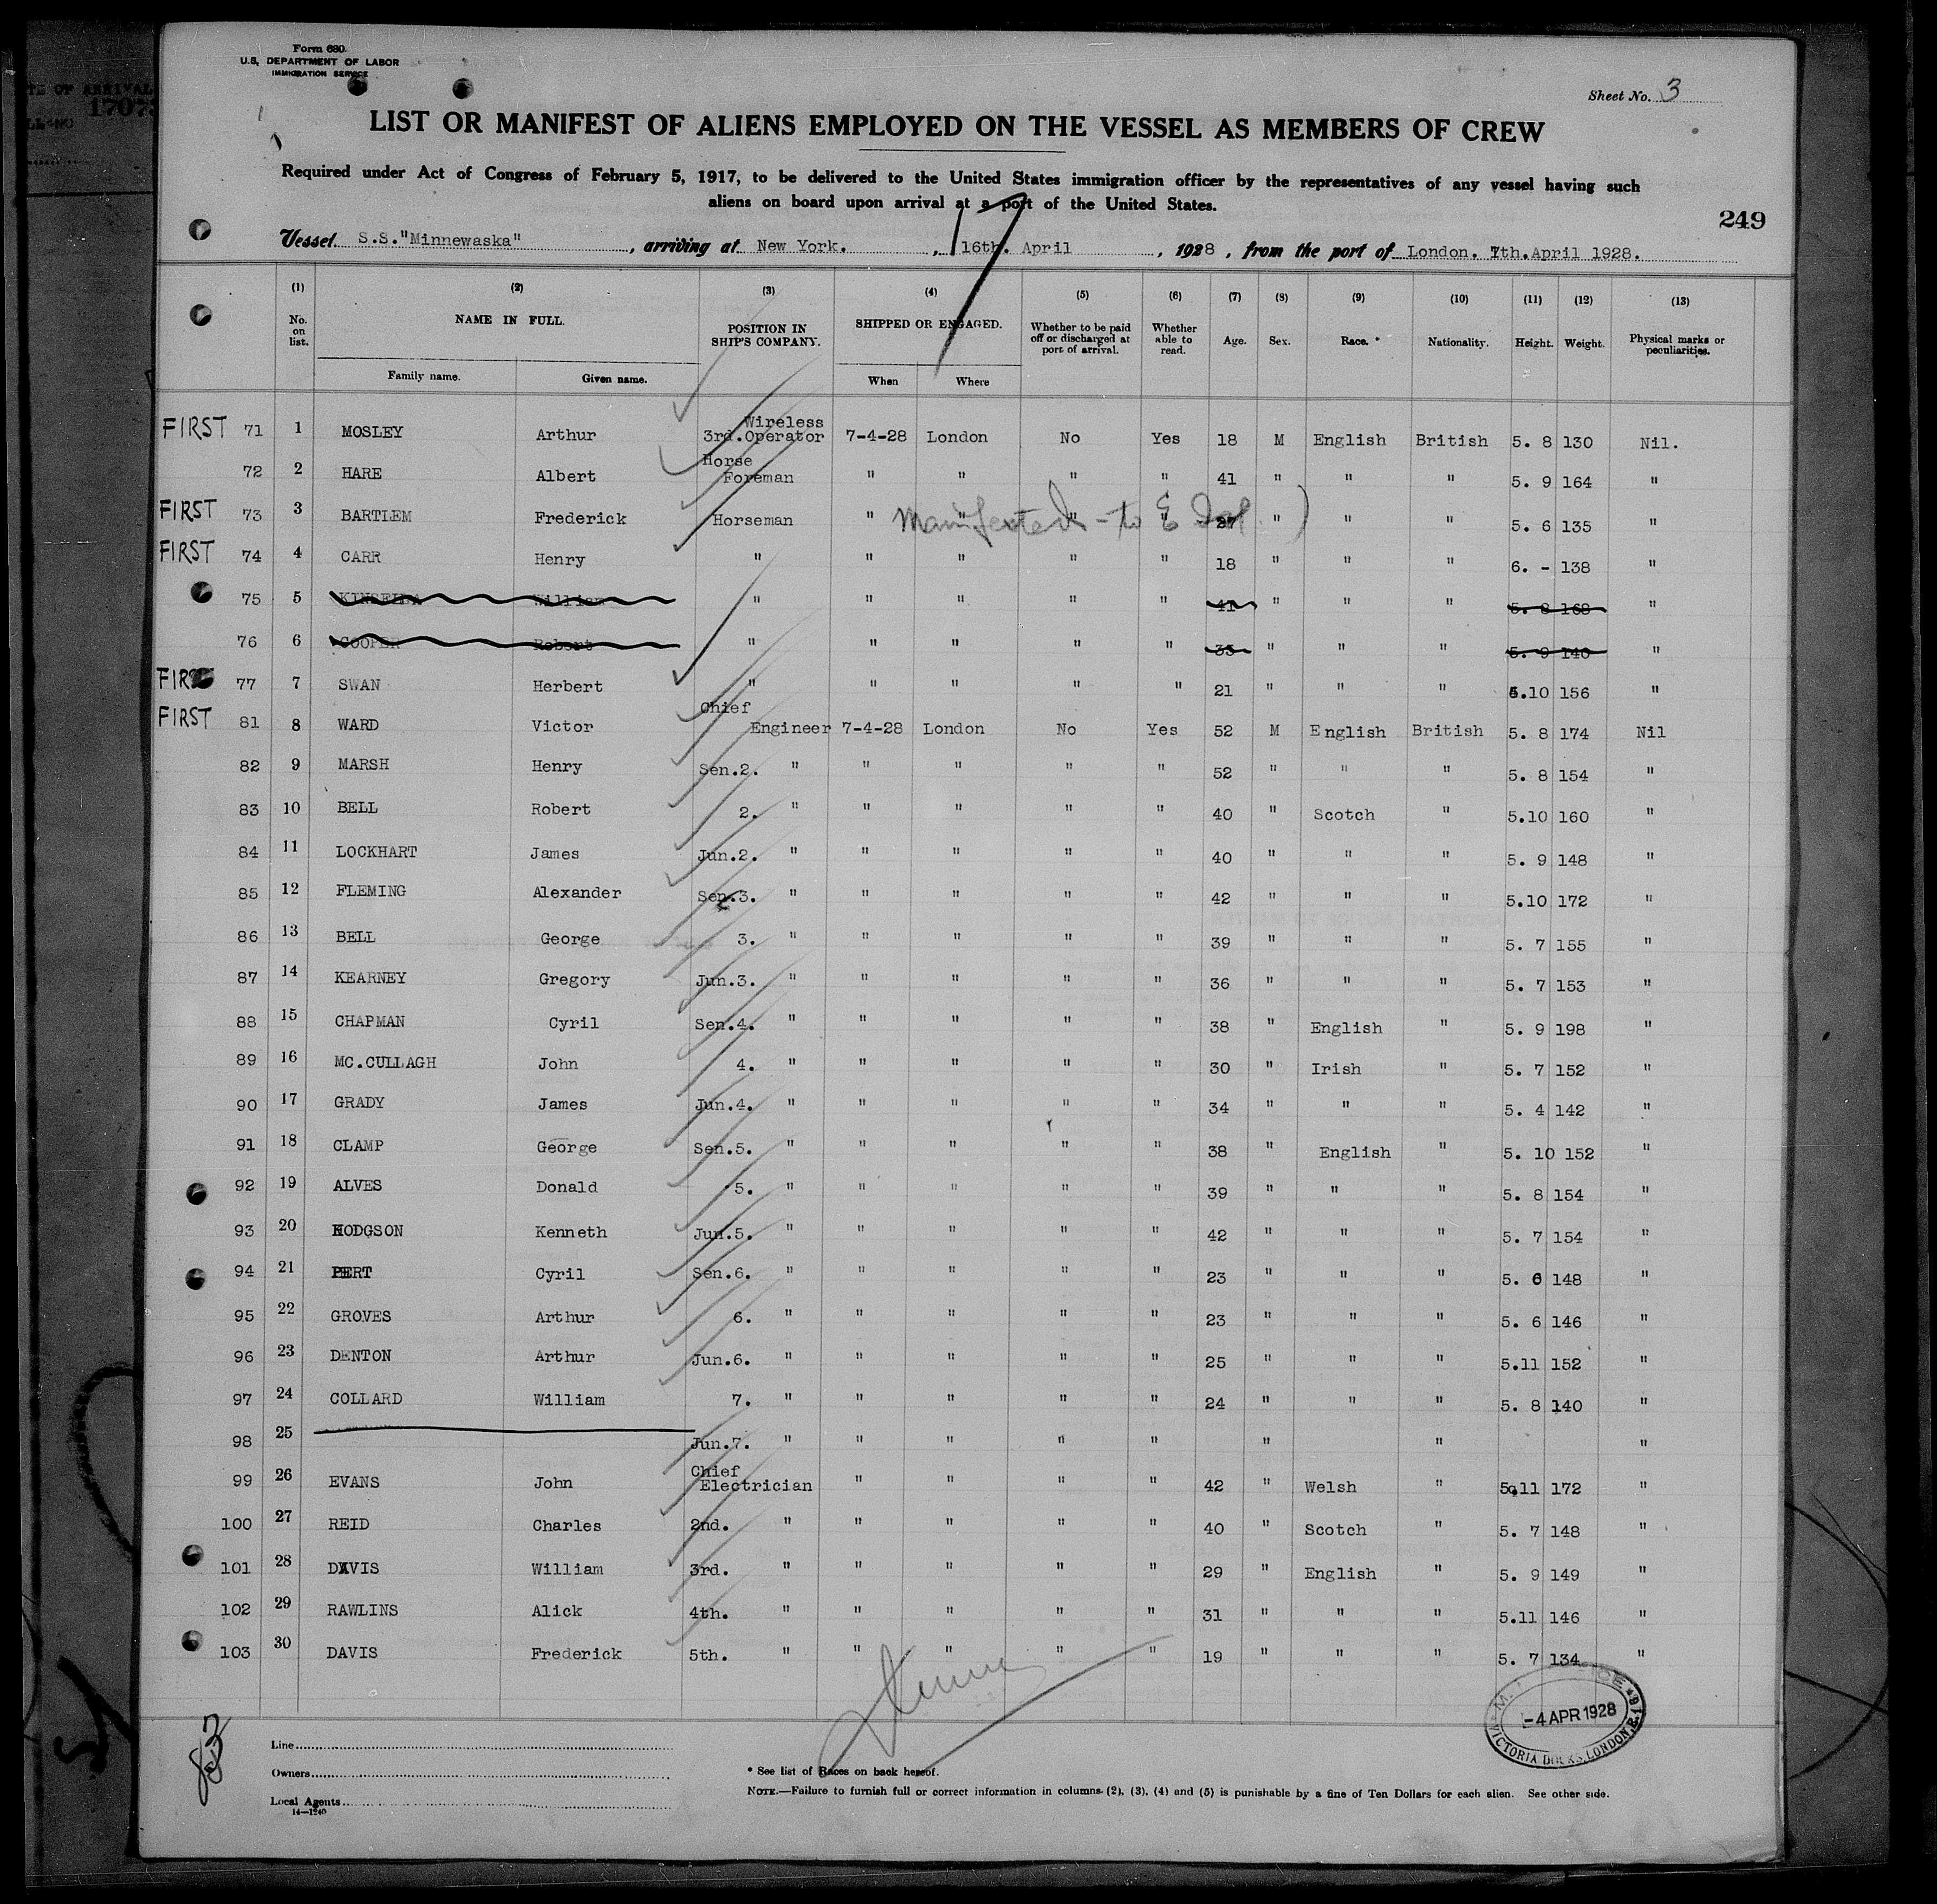 Form 680.
U.S. DEPARTMENT OF LABOR
IMMIGRATION SERVICE
TE OF ARRIVAL
1707
Sheet No. 3
LIST OR MANIFEST OF ALIENS EMPLOYED ON THE VESSEL AS MEMBERS OF CREW
Required under Act of Congress of February 5, 1917, to be delivered to the United States immigration officer by the representatives of any vessel having such
aliens on board upon arrival at a port of the United States.
249
Vessel S.S."Minnewaska" , arriving at New York. , 16th. April , 1928 , from the port of London. 7th.April 1928.
(1) (2) (3) (4) (5) (6) (7) (8) (9) (10) (11) (12) (13)
No. on list. NAME IN FULL. POSITION IN SHIP'S COMPANY. SHIPPED OR ENGAGED. Whether to be paid off or discharged at port of arrival. Whether able to read. Age. Sex. Race. * Nationality. Height. Weight. Physical marks or peculiarities.
Family name. Given name. When Where
FIRST 71 1 MOSLEY Arthur Wireless 3rd.Operator 7-4-28 London No Yes 18 M English British 5. 8 130 Nil.
72 2 HARE Albert Horse Foreman " " " " 41 " " " 5. 9 164 "
FIRST 73 3 BARTLEM Frederick Horseman " " " " 27 " " " 5. 6 135 "
Manifested - to E
FIRST 74 4 CARR Henry " " " " " 18 " " " 6. - 138 "
75 5 KINSELLA William " " " " " 41 " " " 5. 8 168 "
76 6 COOPER Robert " " " " " 35 " " " 5. 9 140 "
FIRST 77 7 SWAN Herbert " " " " " 21 " " " 5.10 156 "
FIRST 81 8 WARD Victor Chief Engineer 7-4-28 London No Yes 52 M English British 5. 8 174 Nil
82 9 MARSH Henry Sen.2. " " " " " 52 " " " 5. 8 154 "
83 10 BELL Robert 2. " " " " " 40 " Scotch " 5.10 160 "
84 11 LOCKHART James Jun.2. " " " " " 40 " " " 5. 9 148 "
85 12 FLEMING Alexander Sen.3. " " " " " 42 " " " 5.10 172 "
86 13 BELL George 3. " " " " " 39 " " " 5. 7 155 "
87 14 KEARNEY Gregory Jun.3. " " " " " 36 " " " 5. 7 153 "
88 15 CHAPMAN Cyril Sen.4. " " " " " 38 " English " 5. 9 198 "
89 16 MC.CULLAGH John 4. " " " " " 30 " Irish " 5. 7 152 "
90 17 GRADY James Jun.4. " " " " " 34 " " " 5. 4 142 "
91 18 CLAMP George Sen.5. " " " " " 38 " English " 5. 10 152 "
92 19 ALVES Donald 5. " " " " " 39 " " " 5. 8 154 "
93 20 HODGSON Kenneth Jun.5. " " " " " 42 " " " 5. 7 154 "
94 21 PERT Cyril Sen.6. " " " " " 23 " " " 5. 6 148 "
95 22 GROVES Arthur 6. " " " " " 23 " " " 5. 6 146 "
96 23 DENTON Arthur Jun.6. " " " " " 25 " " " 5.11 152 "
97 24 COLLARD William 7. " " " " " 24 " " " 5. 8 140 "
98 25 Jun.7. " " " " " " " "
99 26 EVANS John Chief Electrician " " " " 42 " Welsh " 5.11 172 "
100 27 REID Charles 2nd. " " " " " 40 " Scotch " 5. 7 148 "
101 28 DAVIS William 3rd. " " " " " 29 " English " 5. 9 149 "
102 29 RAWLINS Alick 4th. " " " " " 31 " " " 5.11 146 "
103 30 DAVIS Frederick 5th. " " " " " 19 " " " 5. 7 134 "
-4 APR 1928
VICTORIA DOCKS, LONDON, E.
Line
Owners
Local Agents
14—1240
* See list of Races on back hereof.
NOTE.—Failure to furnish full or correct information in columns (2), (3), (4) and (5) is punishable by a fine of Ten Dollars for each alien. See other side.